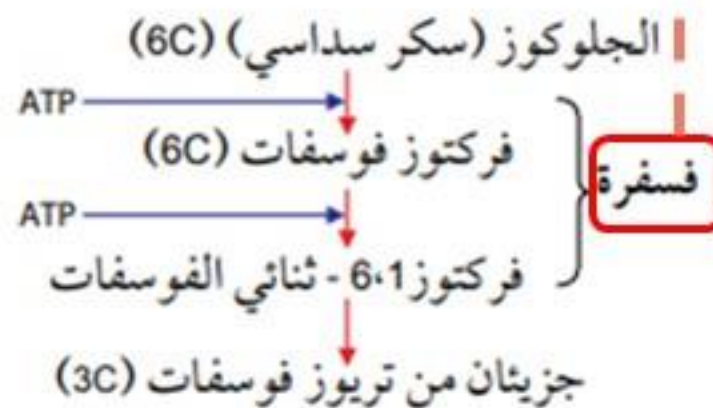 الجلوكوز (سكر سداسي) (6C)
ATP
فركتوز فوسفات (6C)
فسفرة
ATP
فركتوز6،1 - ثنائي الفوسفات
جزيئان من تريوز فوسفات (3C)